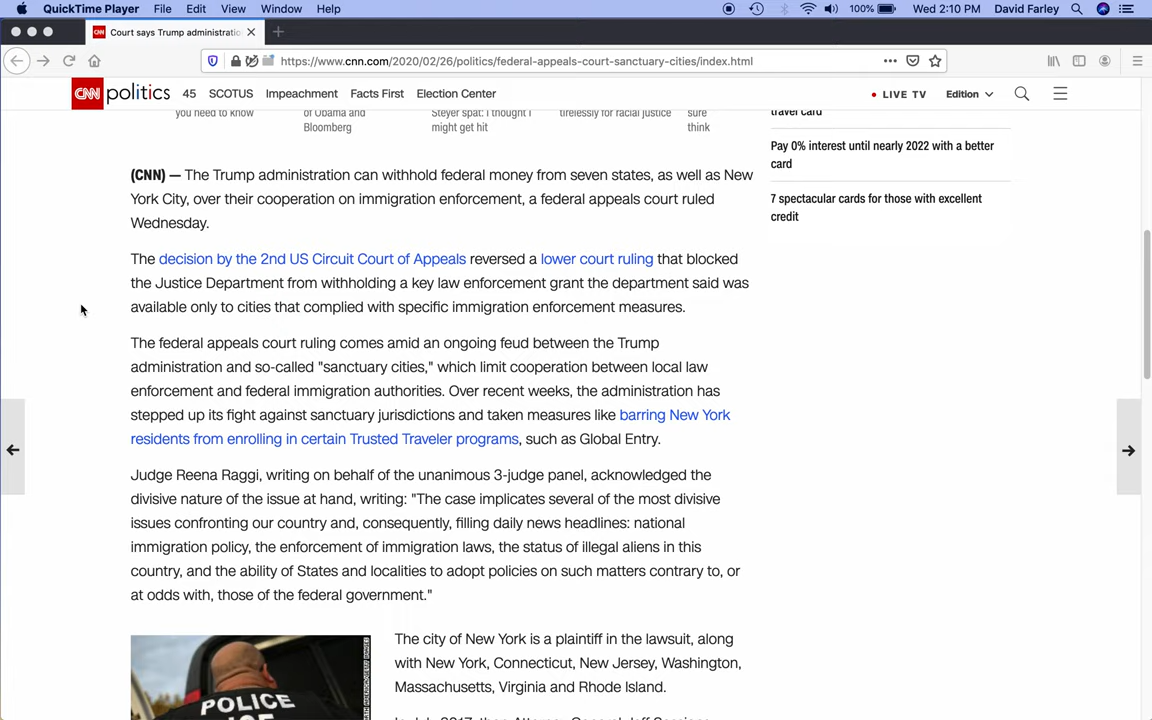 QuickTime Player File Edit View Window Help 100% Wed 2:10 PM David Farley
Court says Trump administratio
https://www.cnn.com/2020/02/26/politics/federal-appeals-court-sanctuary-cities/index.html
CNN politics 45 SCOTUS Impeachment Facts First Election Center LIVE TV Edition
you need to know
of Obama and
Bloomberg
Steyer spat: I thought I
might get hit
tirelessly for racial justice
sure
think
travel card
Pay 0% interest until nearly 2022 with a better
card
7 spectacular cards for those with excellent
credit
(CNN) — The Trump administration can withhold federal money from seven states, as well as New
York City, over their cooperation on immigration enforcement, a federal appeals court ruled
Wednesday.
The decision by the 2nd US Circuit Court of Appeals reversed a lower court ruling that blocked
the Justice Department from withholding a key law enforcement grant the department said was
available only to cities that complied with specific immigration enforcement measures.
The federal appeals court ruling comes amid an ongoing feud between the Trump
administration and so-called "sanctuary cities," which limit cooperation between local law
enforcement and federal immigration authorities. Over recent weeks, the administration has
stepped up its fight against sanctuary jurisdictions and taken measures like barring New York
residents from enrolling in certain Trusted Traveler programs, such as Global Entry.
Judge Reena Raggi, writing on behalf of the unanimous 3-judge panel, acknowledged the
divisive nature of the issue at hand, writing: "The case implicates several of the most divisive
issues confronting our country and, consequently, filling daily news headlines: national
immigration policy, the enforcement of immigration laws, the status of illegal aliens in this
country, and the ability of States and localities to adopt policies on such matters contrary to, or
at odds with, those of the federal government."
The city of New York is a plaintiff in the lawsuit, along
with New York, Connecticut, New Jersey, Washington,
Massachusetts, Virginia and Rhode Island.
POLICE
ICE